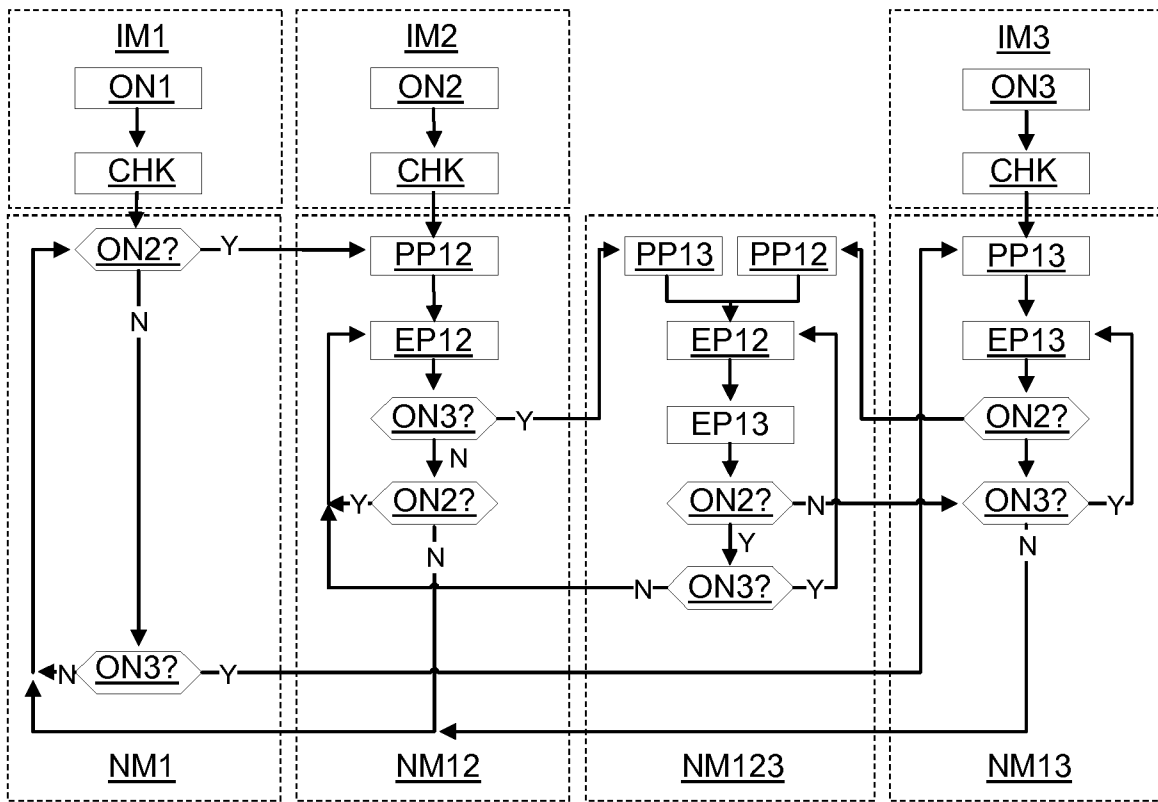 IM1
ON1
CHK
IM2
ON2
CHK
IM3
ON3
CHK
ON2?
Y
N
ON3?
N
Y
NM1
PP12
EP12
ON3?
Y
N
ON2?
Y
N
NM12
PP13
PP12
EP12
EP13
ON2?
N
Y
ON3?
N
Y
NM123
PP13
EP13
ON2?
ON3?
Y
N
NM13